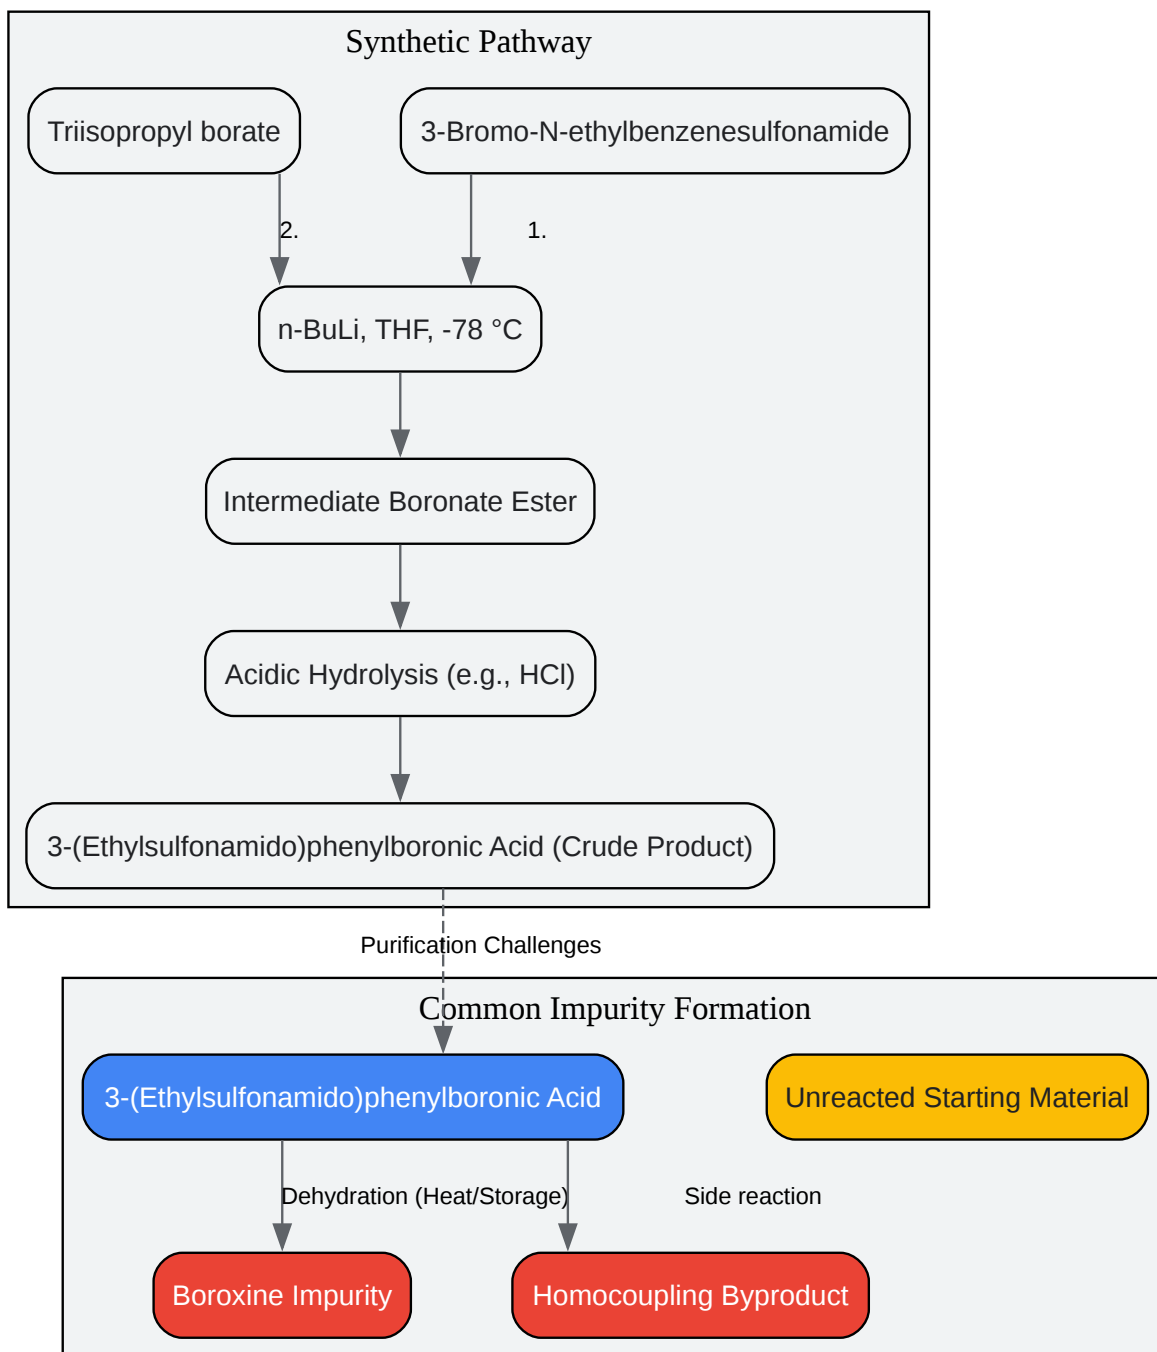 Synthetic Pathway
Triisopropyl borate
3-Bromo-N-ethylbenzenesulfonamide
2.
1.
n-BuLi, THF, -78 °C
Intermediate Boronate Ester
Acidic Hydrolysis (e.g., HCl)
3-(Ethylsulfonamido)phenylboronic Acid (Crude Product)
Purification Challenges
Common Impurity Formation
3-(Ethylsulfonamido)phenylboronic Acid
Unreacted Starting Material
Dehydration (Heat/Storage)
Side reaction
Boroxine Impurity
Homocoupling Byproduct